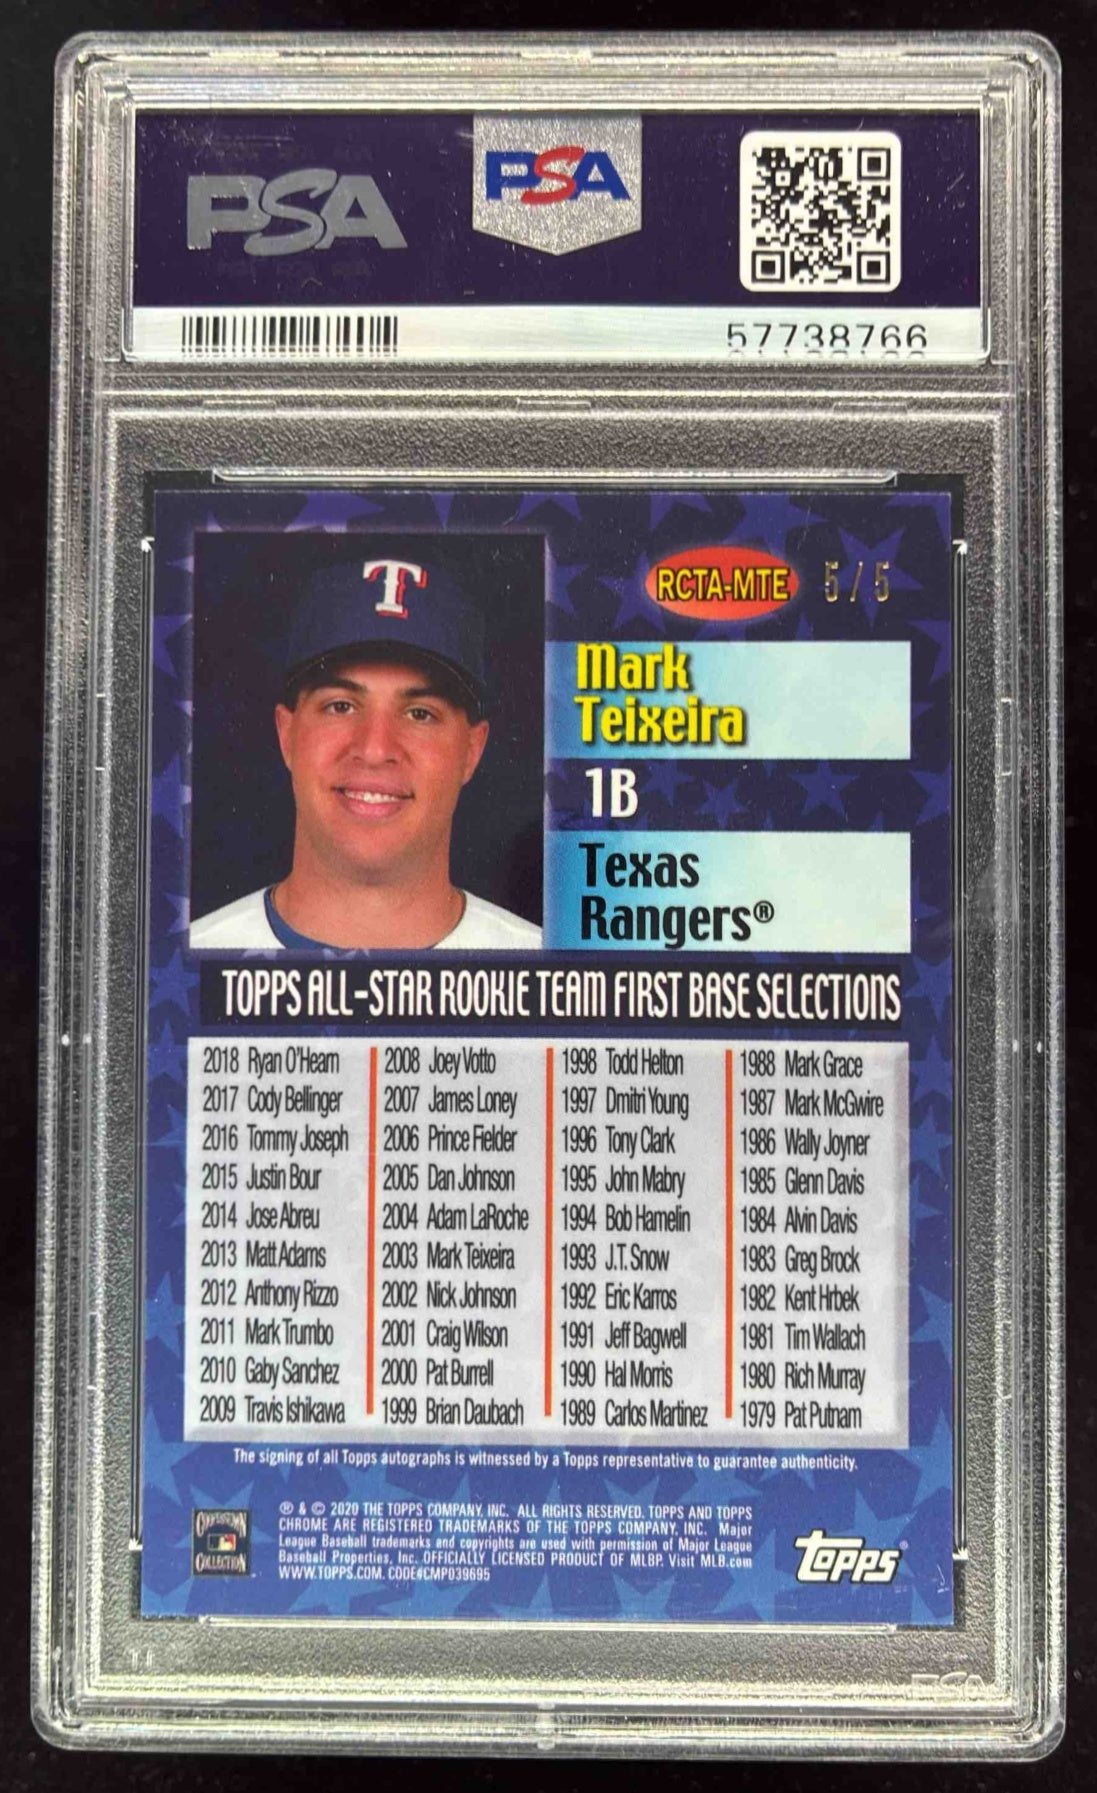 PSA
PSA
57738766
RCTA-MTE 5/5
Mark
Teixeira
1B
Texas
Rangers®
TOPPS ALL-STAR ROOKIE TEAM FIRST BASE SELECTIONS
2018 Ryan O'Hearn
2017 Cody Bellinger
2016 Tommy Joseph
2015 Justin Bour
2014 Jose Abreu
2013 Matt Adams
2012 Anthony Rizzo
2011 Mark Trumbo
2010 Gaby Sanchez
2009 Travis Ishikawa
2008 Joey Votto
2007 James Loney
2006 Prince Fielder
2005 Dan Johnson
2004 Adam LaRoche
2003 Mark Teixeira
2002 Nick Johnson
2001 Craig Wilson
2000 Pat Burrell
1999 Brian Daubach
1998 Todd Helton
1997 Dmitri Young
1996 Tony Clark
1995 John Mabry
1994 Bob Hamelin
1993 J.T. Snow
1992 Eric Karros
1991 Jeff Bagwell
1990 Hal Morris
1989 Carlos Martinez
1988 Mark Grace
1987 Mark McGwire
1986 Wally Joyner
1985 Glenn Davis
1984 Alvin Davis
1983 Greg Brock
1982 Kent Hrbek
1981 Tim Wallach
1980 Rich Murray
1979 Pat Putnam
The signing of all Topps autographs is witnessed by a Topps representative to guarantee authenticity.
® & © 2020 THE TOPPS COMPANY, INC. ALL RIGHTS RESERVED. TOPPS AND TOPPS
CHROME ARE REGISTERED TRADEMARKS OF THE TOPPS COMPANY, INC. Major
League Baseball trademarks and copyrights are used with permission of Major League
Baseball Properties, Inc. OFFICIALLY LICENSED PRODUCT OF MLBP. Visit MLB.com
WWW.TOPPS.COM. CODE#CMP039695
COOPERSTOWN
COLLECTION
topps®
PSA